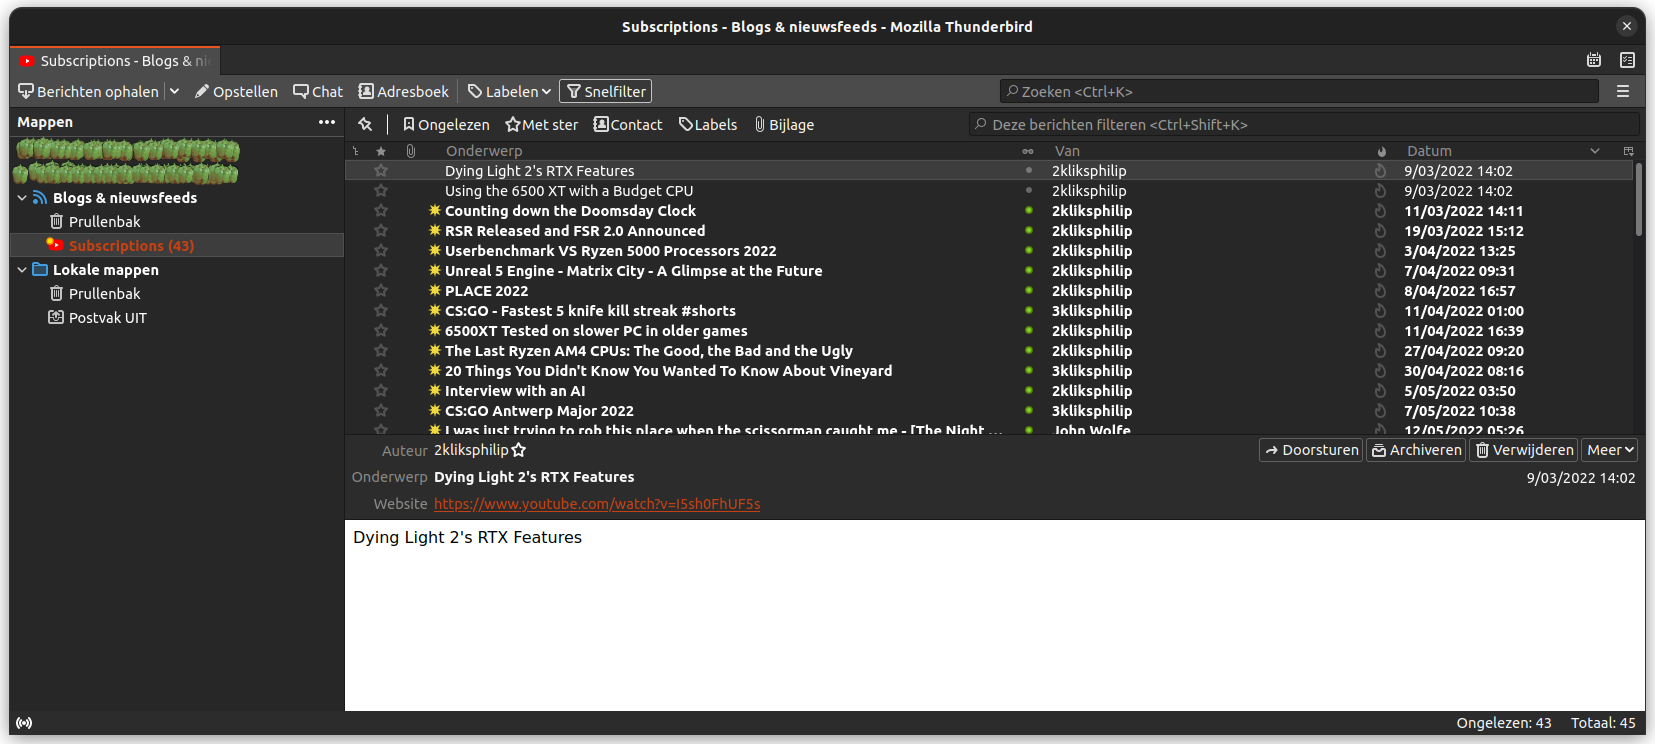 Subscriptions - Blogs & nieuwsfeeds - Mozilla Thunderbird
Subscriptions - Blogs & ni
Berichten ophalen Opstellen Chat Adresboek Labelen Snelfilter Zoeken <Ctrl+K>
Mappen
Blogs & nieuwsfeeds
Prullenbak
Subscriptions (43)
Lokale mappen
Prullenbak
Postvak UIT
Ongelezen Met ster Contact Labels Bijlage Deze berichten filteren <Ctrl+Shift+K>
Onderwerp Van Datum
Dying Light 2's RTX Features 2kliksphilip 9/03/2022 14:02
Using the 6500 XT with a Budget CPU 2kliksphilip 9/03/2022 14:02
Counting down the Doomsday Clock 2kliksphilip 11/03/2022 14:11
RSR Released and FSR 2.0 Announced 2kliksphilip 19/03/2022 15:12
Userbenchmark VS Ryzen 5000 Processors 2022 2kliksphilip 3/04/2022 13:25
Unreal 5 Engine - Matrix City - A Glimpse at the Future 2kliksphilip 7/04/2022 09:31
PLACE 2022 2kliksphilip 8/04/2022 16:57
CS:GO - Fastest 5 knife kill streak #shorts 3kliksphilip 11/04/2022 01:00
6500XT Tested on slower PC in older games 2kliksphilip 11/04/2022 16:39
The Last Ryzen AM4 CPUs: The Good, the Bad and the Ugly 2kliksphilip 27/04/2022 09:20
20 Things You Didn't Know You Wanted To Know About Vineyard 3kliksphilip 30/04/2022 08:16
Interview with an AI 2kliksphilip 5/05/2022 03:50
CS:GO Antwerp Major 2022 3kliksphilip 7/05/2022 10:38
I was just trying to rob this place when the scissorman caught me - [The Night ... John Wolfe 12/05/2022 05:26
Auteur 2kliksphilip Doorsturen Archiveren Verwijderen Meer
Onderwerp Dying Light 2's RTX Features 9/03/2022 14:02
Website https://www.youtube.com/watch?v=I5sh0FhUF5s
Dying Light 2's RTX Features
Ongelezen: 43 Totaal: 45